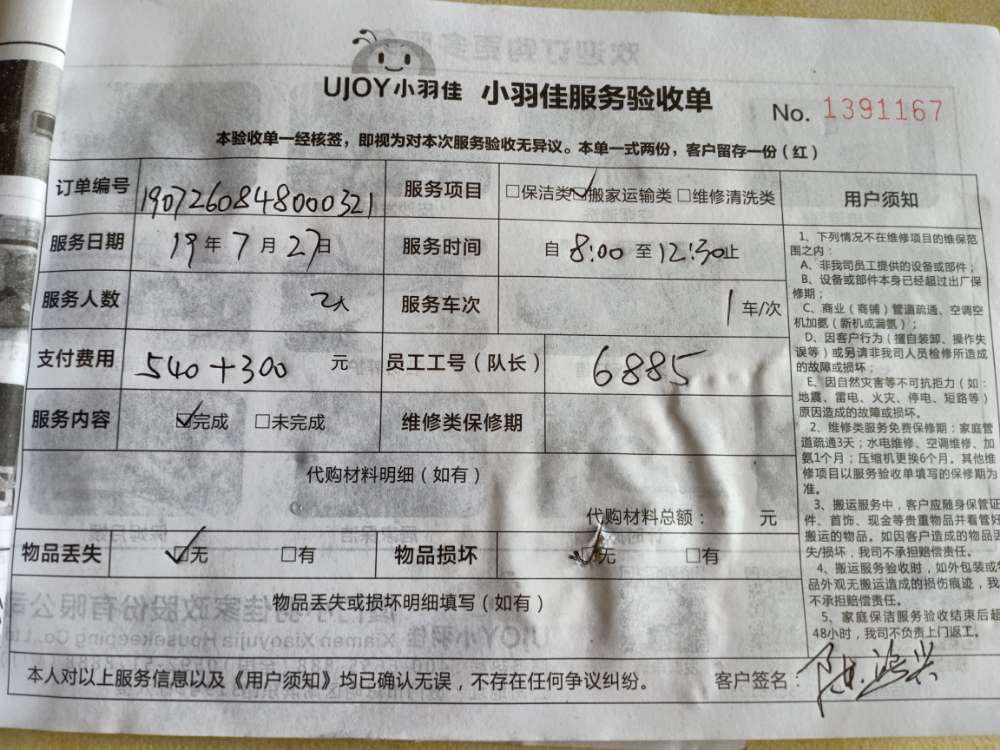 UJOY小羽佳 小羽佳服务验收单
No. 1391167
本验收单一经核签，即视为对本次服务验收无异议。本单一式两份，客户留存一份（红）
订单编号 1907260848000321 服务项目 □保洁类 ☑搬家运输类 □维修清洗类
服务日期 19年7月27日 服务时间 自 8:00 至 12:30止
服务人数 2人 服务车次 1 车/次
支付费用 540+300 元 员工工号（队长） 6885
服务内容 ☑完成 □未完成 维修类保修期
代购材料明细（如有）
代购材料总额： 元
物品丢失 ☑无 □有 物品损坏 ☑无 □有
物品丢失或损坏明细填写（如有）
本人对以上服务信息以及《用户须知》均已确认无误，不存在任何争议纠纷。 客户签名：
用户须知
1、下列情况不在维修项目的维保范
围之内：
A、非我司员工提供的设备或部件；
B、设备或部件本身已经超过出厂保
修期；
C、商业（商铺）管道疏通、空调空
机加氨（新机或漏氨）；
D、因客户行为（擅自装卸、操作失
误等）或另请非我司人员检修所造成
的故障或损坏；
E、因自然灾害等不可抗拒力（如：
地震、雷电、火灾、停电、短路等）
原因造成的故障或损坏。
2、维修类服务免费保修期：家庭管
道疏通3天；水电维修、空调维修、加
氨1个月；压缩机更换6个月。其他维
修项目以服务验收单填写的保修期为
准。
3、搬运服务中，客户应随身保管证
件、首饰、现金等贵重物品并看管好
搬运的物品。如因客户造成的物品丢
失/损坏，我司不承担赔偿责任。
4、搬运服务验收时，如外包装或物
品外观无搬运造成的损伤痕迹，我
不承担赔偿责任。
5、家庭保洁服务验收结束后超
48小时，我司不负责上门返工。